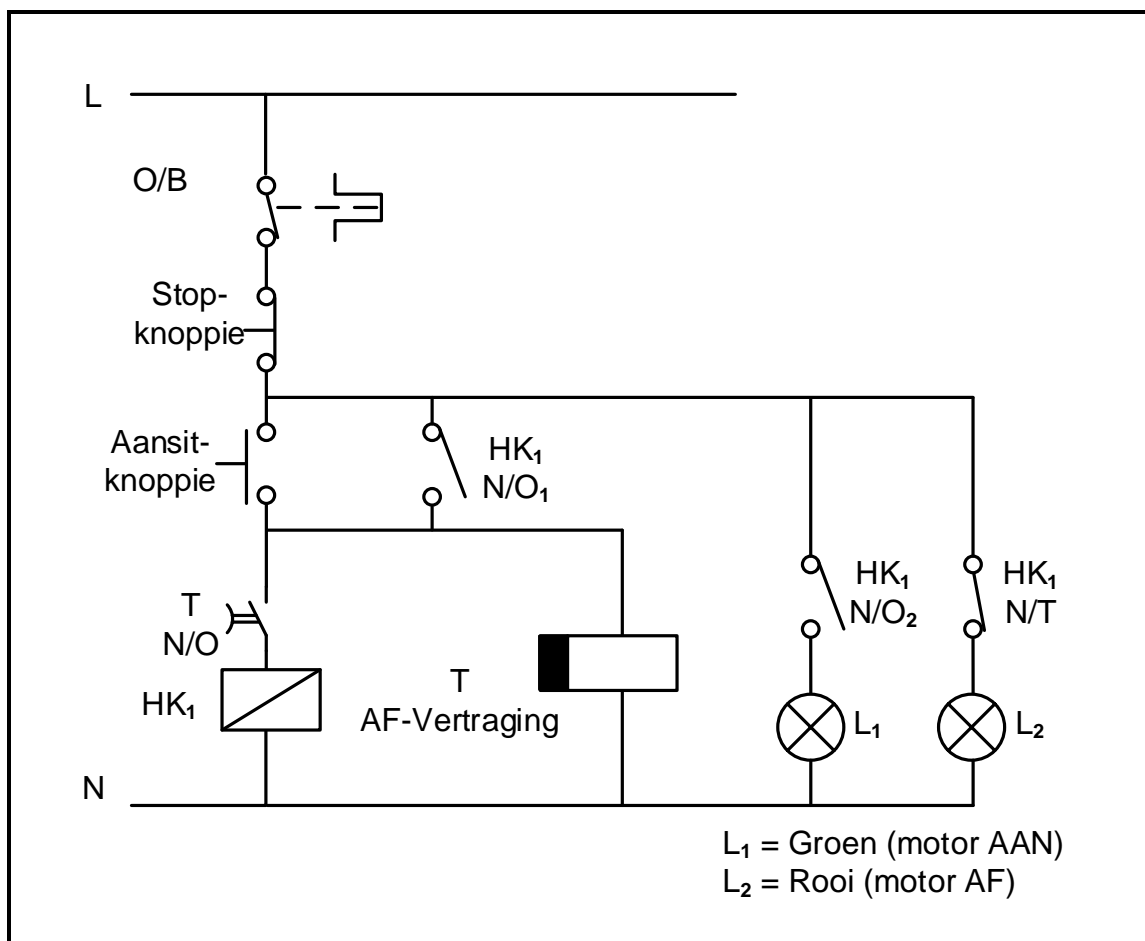 L
O/B
Stop-
knoppie
Aansit-
knoppie
HK₁
N/O₁
T
N/O
HK₁
T
AF-Vertraging
HK₁
N/O₂
HK₁
N/T
L₁
L₂
N
L₁ = Groen (motor AAN)
L₂ = Rooi (motor AF)